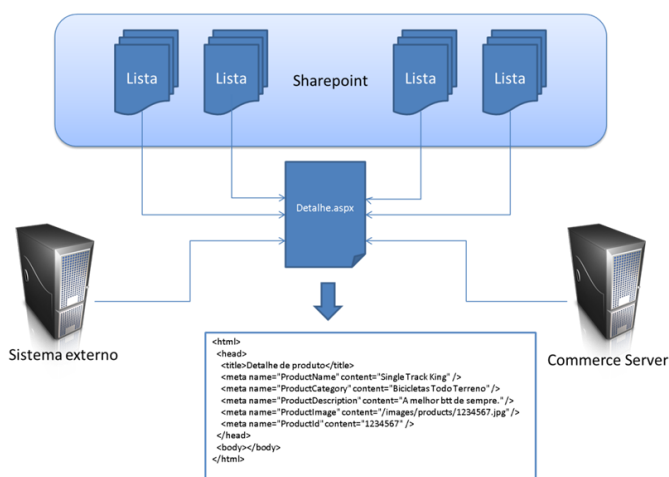 Lista
Lista
Sharepoint
Lista
Lista
Detalhe.aspx
Sistema externo
Commerce Server
<html>
<head>
<title>Detalhe de produto</title>
<meta name="ProductName" content="Single Track King" />
<meta name="ProductCategory" content="Bicicletas Todo Terreno" />
<meta name="ProductDescription" content="A melhor btt de sempre." />
<meta name="ProductImage" content="/images/products/1234567.jpg" />
<meta name="ProductId" content="1234567" />
</head>
<body></body>
</html>